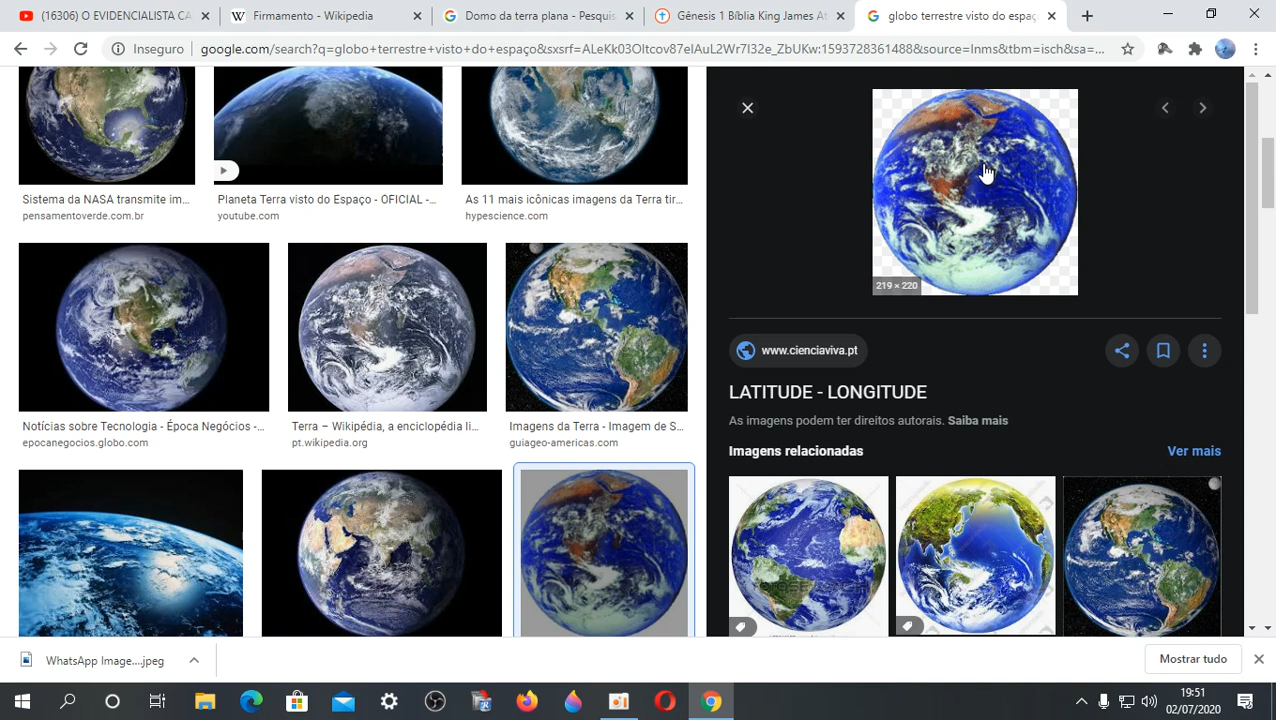 (16306) O EVIDENCIALISTA CA
Firmamento - Wikipedia
Domo da terra plana - Pesquis
Gênesis 1 Bíblia King James At
globo terrestre visto do espaç
Inseguro
google.com/search?q=globo+terrestre+visto+do+espaço&sxsrf=ALeKk03Oltcov87elAuL2Wr7I32e_ZbUKw:1593728361488&source=lnms&tbm=isch&sa=...
Sistema da NASA transmite im...
pensamentoverde.com.br
Planeta Terra visto do Espaço - OFICIAL -...
youtube.com
As 11 mais icônicas imagens da Terra tir...
hypescience.com
Notícias sobre Tecnologia - Época Negócios -...
epocanegocios.globo.com
Terra – Wikipédia, a enciclopédia li...
pt.wikipedia.org
Imagens da Terra - Imagem de S...
guiageo-americas.com
219 × 220
www.cienciaviva.pt
LATITUDE - LONGITUDE
As imagens podem ter direitos autorais. Saiba mais
Imagens relacionadas
Ver mais
WhatsApp Image....jpeg
Mostrar tudo
19:51
02/07/2020